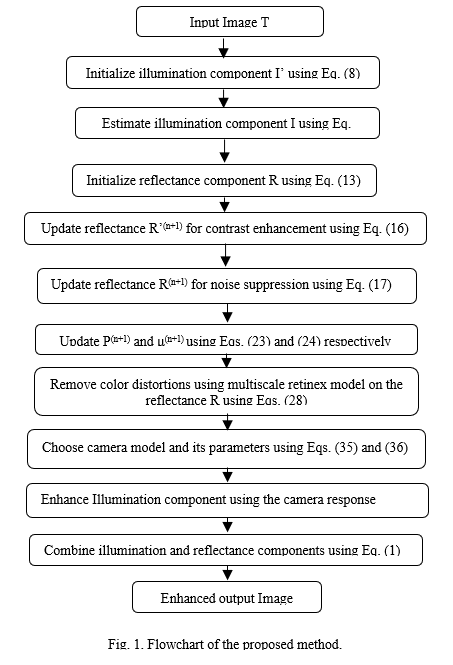 Input Image T
Initialize illumination component I’ using Eq. (8)
Estimate illumination component I using Eq.
Initialize reflectance component R using Eq. (13)
Update reflectance R’(n+1) for contrast enhancement using Eq. (16)
Update reflectance R(n+1) for noise suppression using Eq. (17)
Update P(n+1) and u(n+1) using Eqs. (23) and (24) respectively
Remove color distortions using multiscale retinex model on the
reflectance R using Eqs. (28)
Choose camera model and its parameters using Eqs. (35) and (36)
Enhance Illumination component using the camera response
Combine illumination and reflectance components using Eq. (1)
Enhanced output Image
Fig. 1. Flowchart of the proposed method.